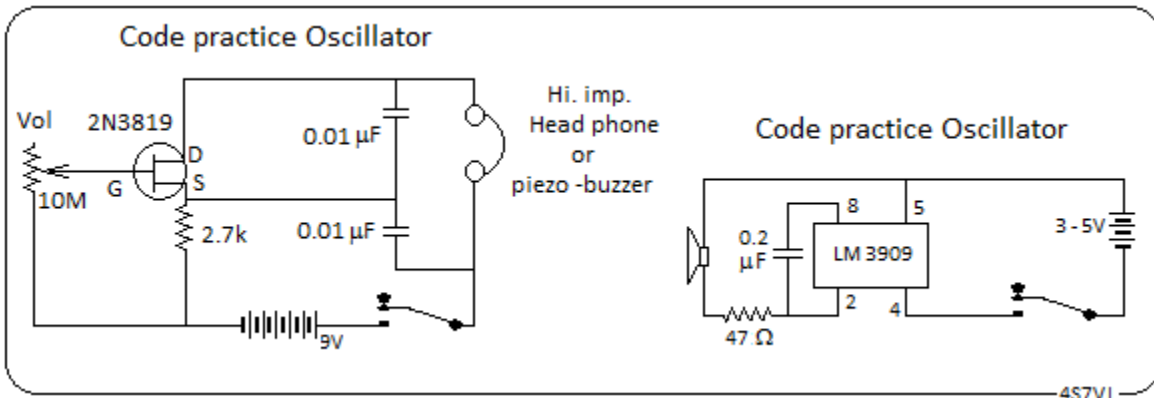 Code practice Oscillator
Vol
2N3819
D
S
G
10M
2.7k
0.01 µF
0.01 µF
9V
Hi. imp.
Head phone
or
piezo -buzzer
Code practice Oscillator
8
5
0.2
µF
LM 3909
2
4
47 Ω
3 - 5V
4S7VJ